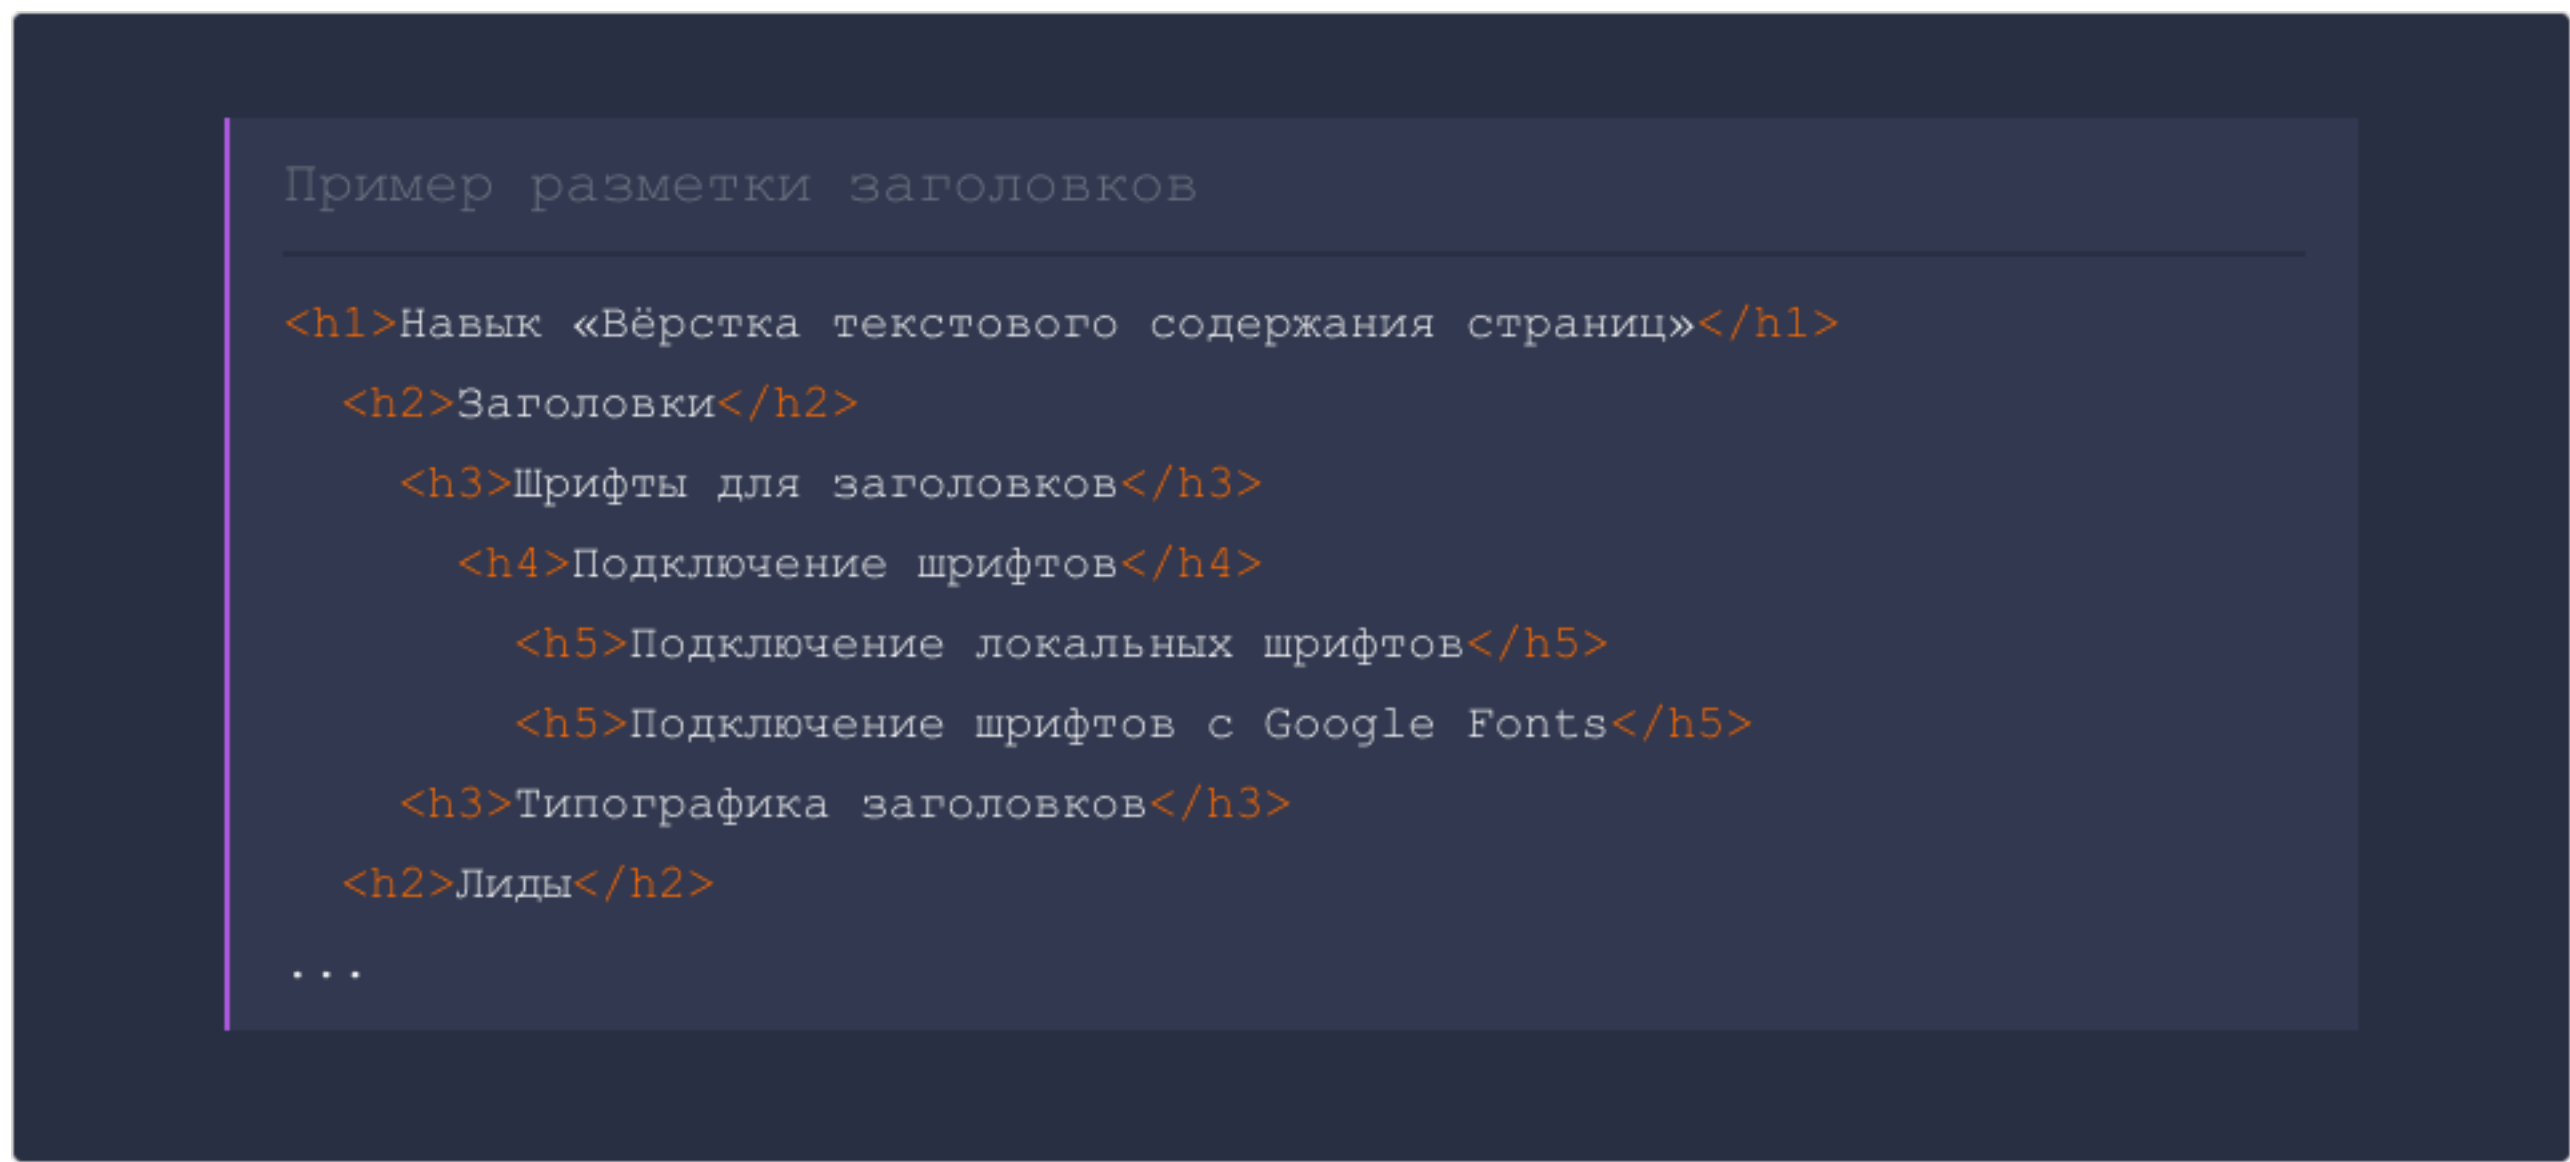 Пример разметки заголовков
<h1>Навык «Вёрстка текстового содержания страниц»</h1>
<h2>Заголовки</h2>
<h3>Шрифты для заголовков</h3>
<h4>Подключение шрифтов</h4>
<h5>Подключение локальных шрифтов</h5>
<h5>Подключение шрифтов с Google Fonts</h5>
<h3>Типографика заголовков</h3>
<h2>Лиды</h2>
...